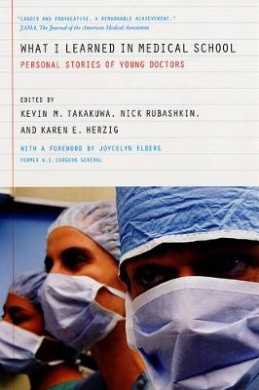 "CANDID AND PROVOCATIVE. A REMARKABLE ACHIEVEMENT."
JAMA, The Journal of the American Medical Association
WHAT I LEARNED IN MEDICAL SCHOOL
PERSONAL STORIES OF YOUNG DOCTORS
EDITED BY
KEVIN M. TAKAKUWA, NICK RUBASHKIN,
AND KAREN E. HERZIG
WITH A FOREWORD BY JOYCELYN ELDERS
FORMER U.S. SURGEON GENERAL